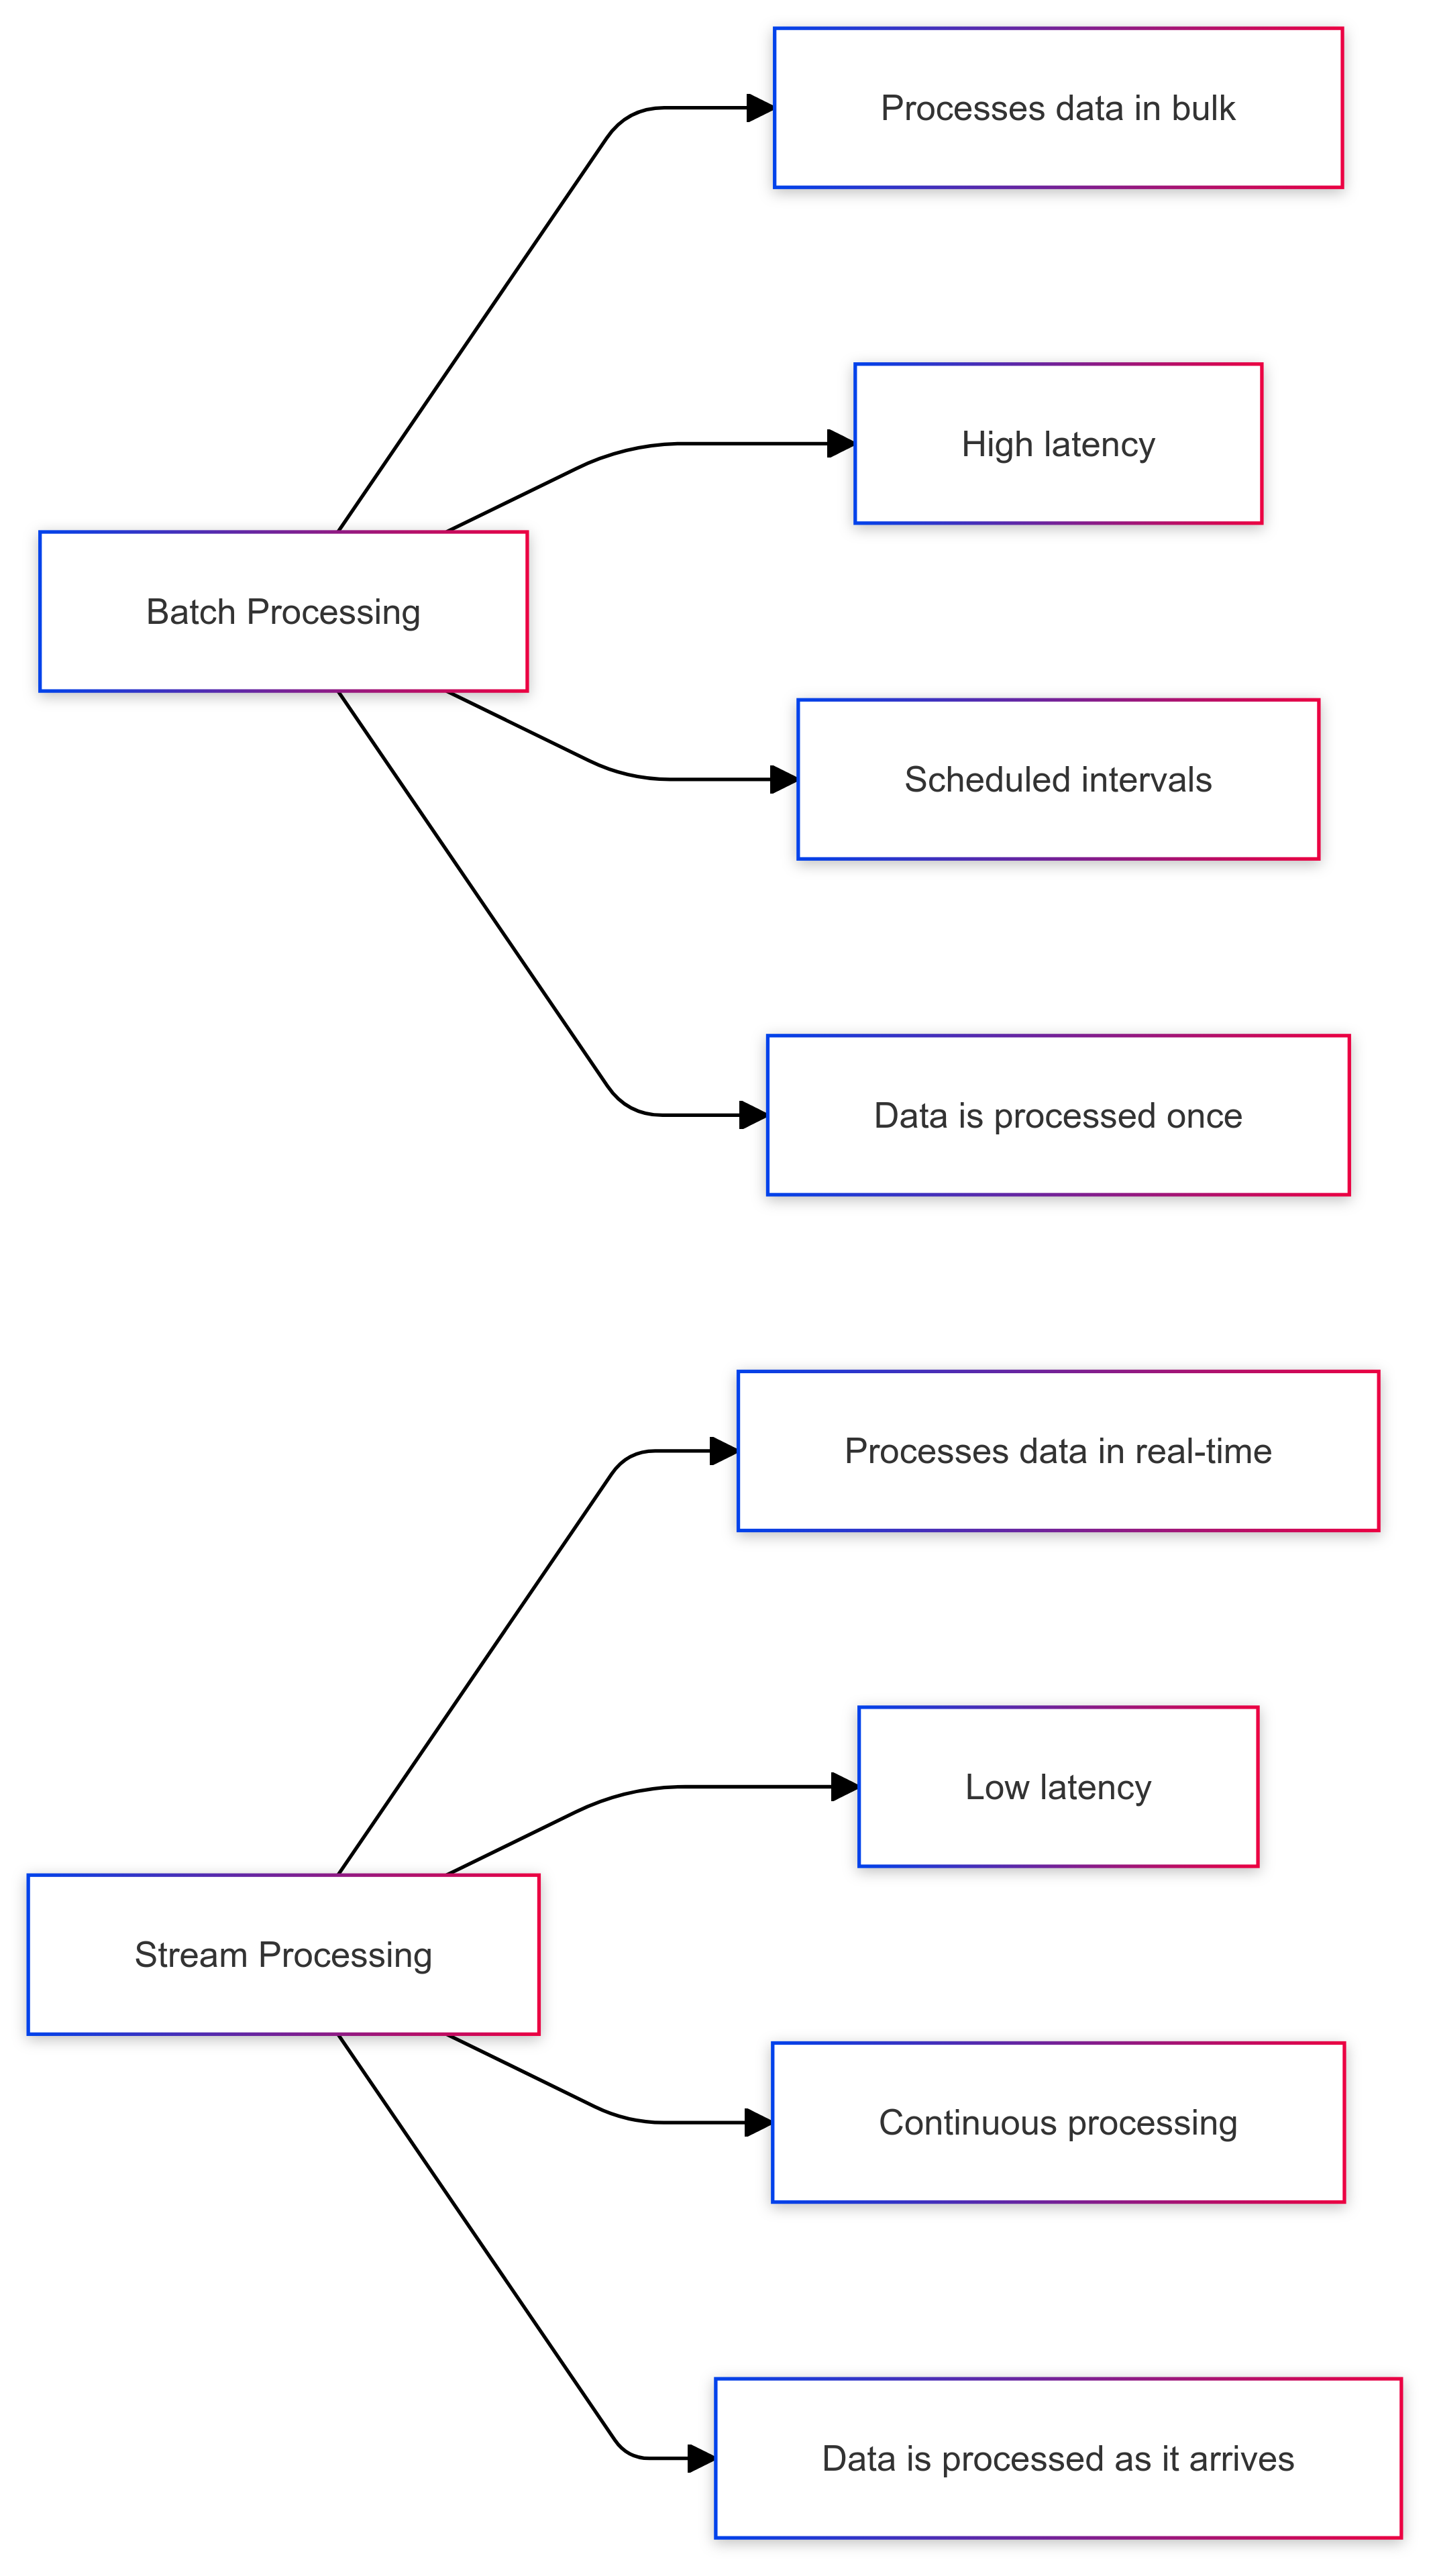 Processes data in bulk
High latency
Batch Processing
Scheduled intervals
Data is processed once
Processes data in real-time
Low latency
Stream Processing
Continuous processing
Data is processed as it arrives